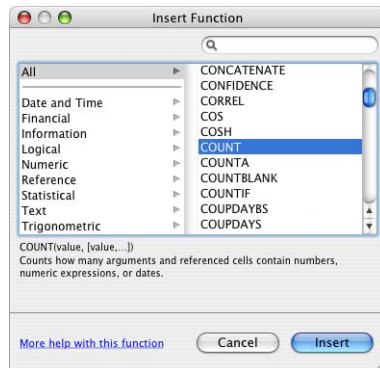 Insert Function
All
Date and Time
Financial
Information
Logical
Numeric
Reference
Statistical
Text
Trigonometric
CONCATENATE
CONFIDENCE
CORREL
COS
COSH
COUNT
COUNTA
COUNTBLANK
COUNTIF
COUPDAYBS
COUPDAYS
COUNT(value, [value,...])
Counts how many arguments and referenced cells contain numbers,
numeric expressions, or dates.
More help with this function
Cancel
Insert